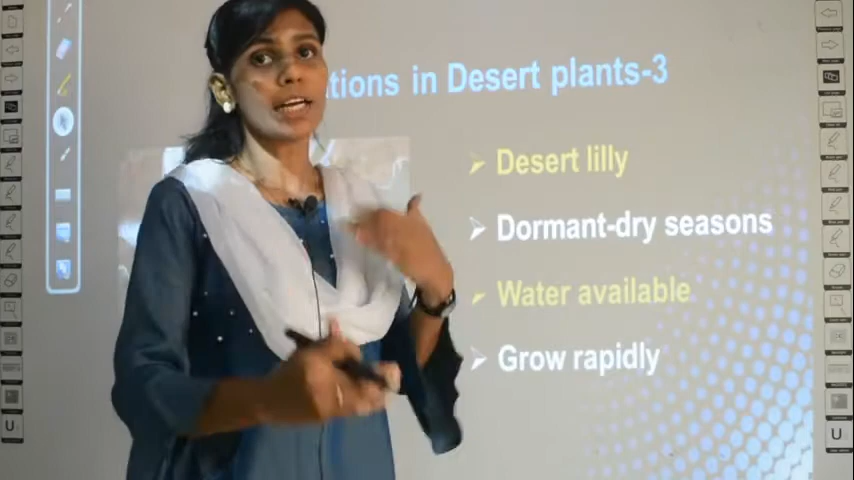 tions in Desert plants-3
Desert lilly
Dormant-dry seasons
Water available
Grow rapidly
U
U